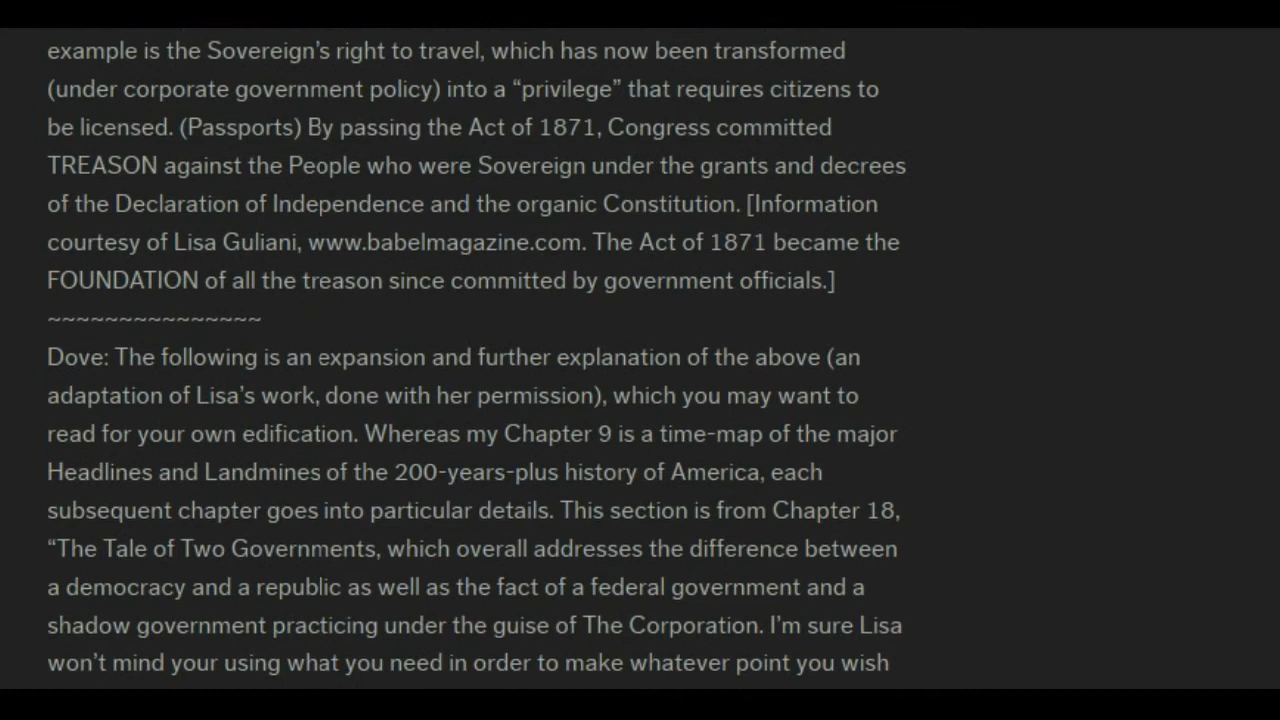 example is the Sovereign’s right to travel, which has now been transformed
(under corporate government policy) into a “privilege” that requires citizens to
be licensed. (Passports) By passing the Act of 1871, Congress committed
TREASON against the People who were Sovereign under the grants and decrees
of the Declaration of Independence and the organic Constitution. [Information
courtesy of Lisa Guliani, www.babelmagazine.com. The Act of 1871 became the
FOUNDATION of all the treason since committed by government officials.]
~~~~~~~~~~~~~~~
Dove: The following is an expansion and further explanation of the above (an
adaptation of Lisa’s work, done with her permission), which you may want to
read for your own edification. Whereas my Chapter 9 is a time-map of the major
Headlines and Landmines of the 200-years-plus history of America, each
subsequent chapter goes into particular details. This section is from Chapter 18,
“The Tale of Two Governments, which overall addresses the difference between
a democracy and a republic as well as the fact of a federal government and a
shadow government practicing under the guise of The Corporation. I’m sure Lisa
won’t mind your using what you need in order to make whatever point you wish